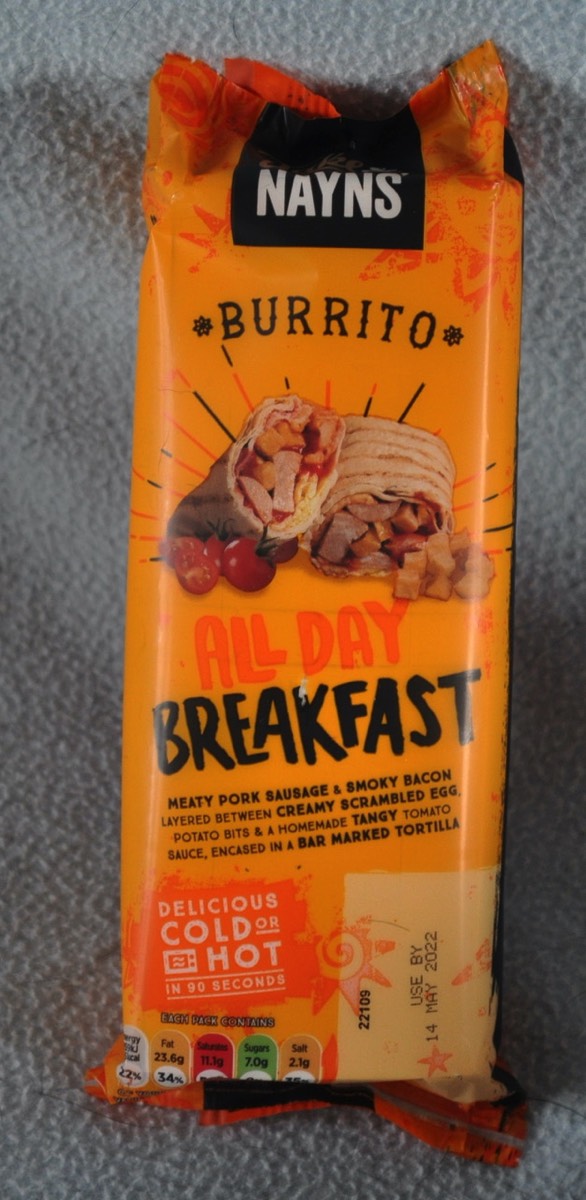 NAYNS
BURRITO
ALL DAY
BREAKFAST
MEATY PORK SAUSAGE & SMOKY BACON
LAYERED BETWEEN CREAMY SCRAMBLED EGG,
POTATO BITS & A HOMEMADE TANGY TOMATO
SAUCE, ENCASED IN A BAR MARKED TORTILLA
DELICIOUS
COLD OR
HOT
IN 90 SECONDS
22109
USE BY
14 MAY 2022
EACH PACK CONTAINS
Fat
23.6g
34%
Saturates
11.1g
Sugars
7.0g
Salt
2.1g